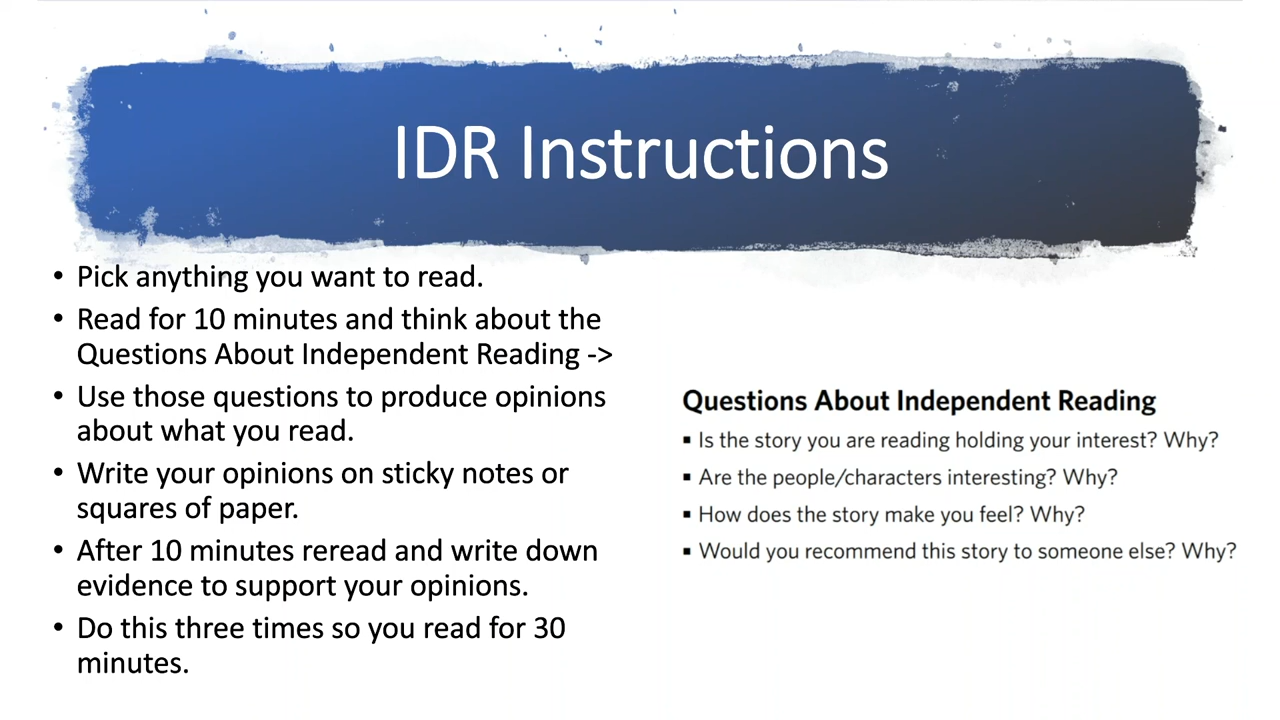 IDR Instructions
• Pick anything you want to read.
• Read for 10 minutes and think about the
Questions About Independent Reading ->
• Use those questions to produce opinions
about what you read.
• Write your opinions on sticky notes or
squares of paper.
• After 10 minutes reread and write down
evidence to support your opinions.
• Do this three times so you read for 30
minutes.
Questions About Independent Reading
▪ Is the story you are reading holding your interest? Why?
▪ Are the people/characters interesting? Why?
▪ How does the story make you feel? Why?
▪ Would you recommend this story to someone else? Why?